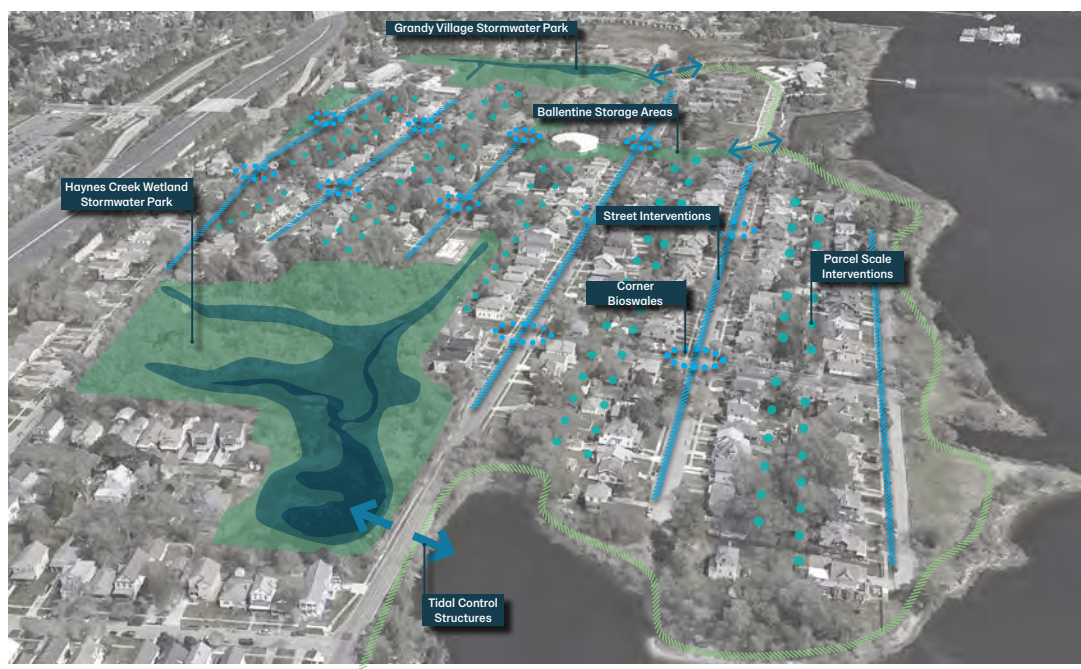 Grandy Village Stormwater Park
Ballentine Storage Areas
Haynes Creek Wetland
Stormwater Park
Street Interventions
Parcel Scale
Interventions
Corner
Bioswales
Tidal Control
Structures